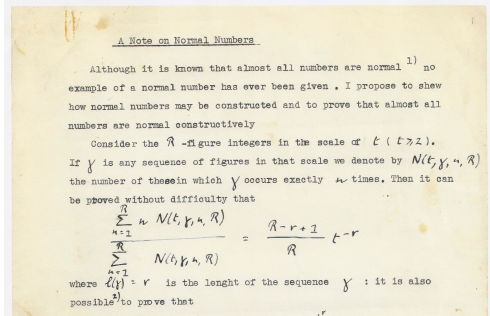 A Note on Normal Numbers
Although it is known that almost all numbers are normal 1) no
example of a normal number has ever been given . I propose to shew
how normal numbers may be constructed and to prove that almost all
numbers are normal constructively
Consider the R -figure integers in the scale of t ( t ≥ 2).
If γ is any sequence of figures in that scale we denote by N(t, γ, n, R)
the number of thesein which γ occurs exactly n times. Then it can
be proved without difficulty that
R
∑ n N(t, γ, n, R)
n=1
R
∑ N(t, γ, n, R)
n=1
= R-r+1
R
t^-r
where l(γ) = r is the lenght of the sequence γ : it is also
possible 2) to prove that